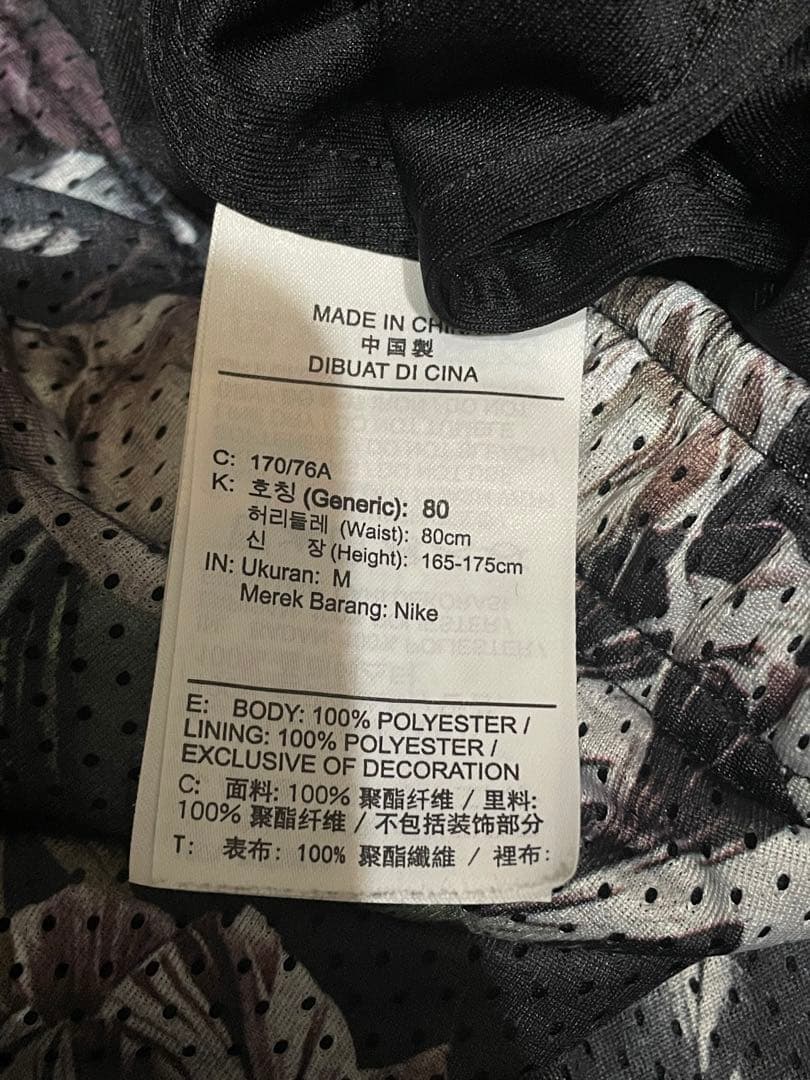 MADE IN CHI
中国製
DIBUAT DI CINA
C: 170/76A
K: 호칭 (Generic): 80
허리들레 (Waist): 80cm
신 장 (Height): 165-175cm
IN: Ukuran: M
Merek Barang: Nike
E: BODY: 100% POLYESTER /
LINING: 100% POLYESTER /
EXCLUSIVE OF DECORATION
C: 面料: 100% 聚酯纤维 / 里料:
100% 聚酯纤维 / 不包括装饰部分
T: 表布: 100% 聚酯纖維 / 裡布: